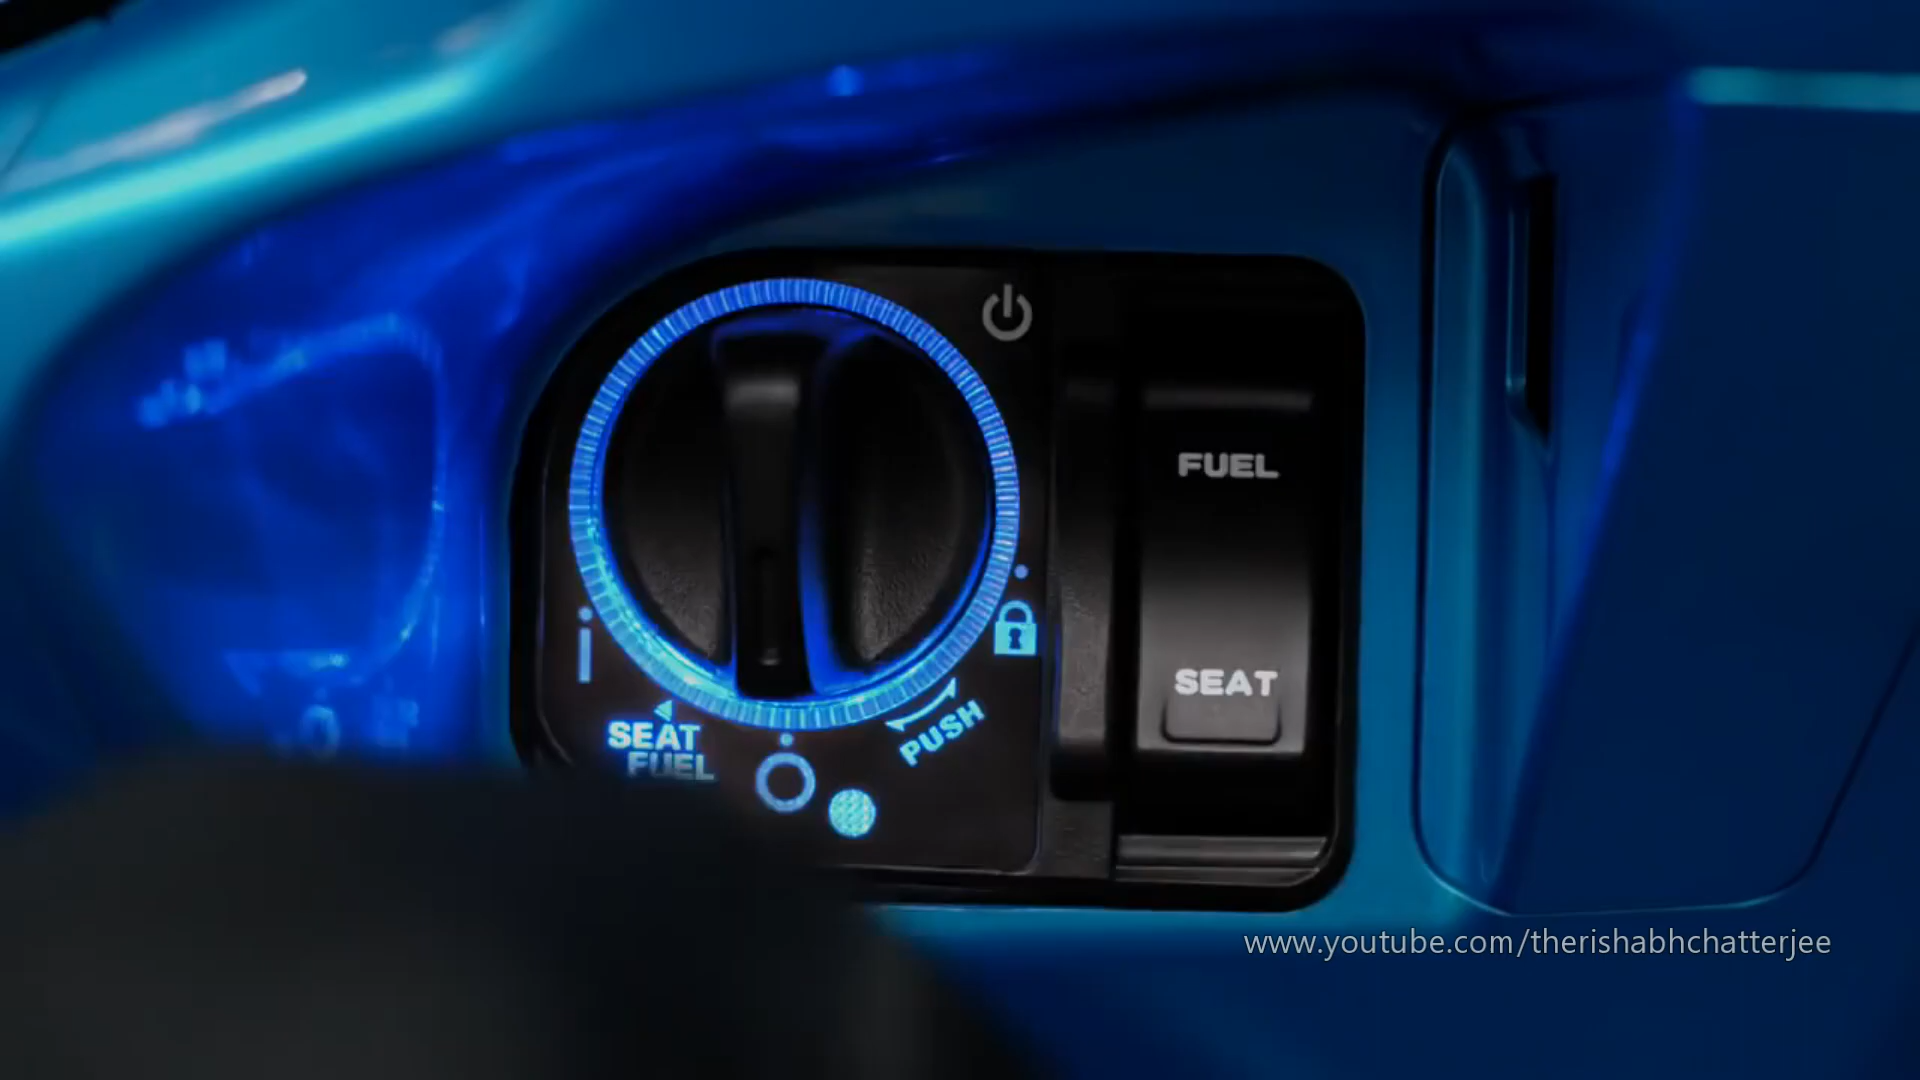 FUEL
SEAT
SEAT
FUEL
PUSH
www.youtube.com/therishabhchatterjee